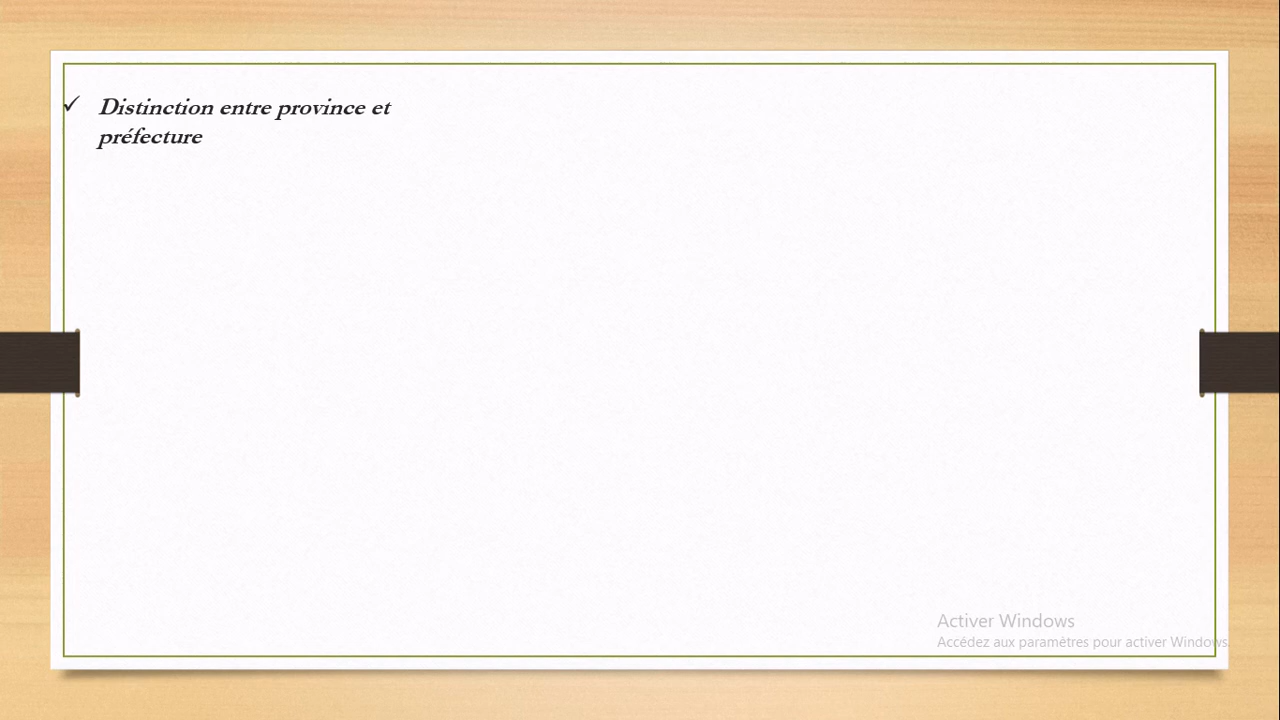 ✓ Distinction entre province et
préfecture
Activer Windows
Accédez aux paramètres pour activer Windows.